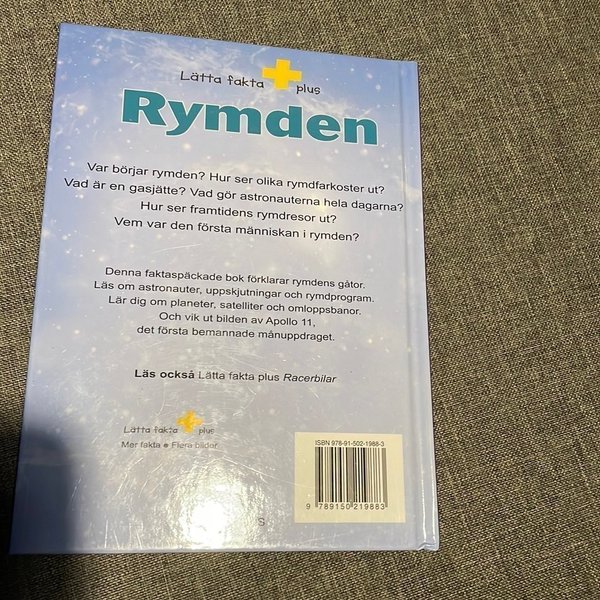 Lätta fakta plus
Rymden
Var börjar rymden? Hur ser olika rymdfarkoster ut?
Vad är en gasjätte? Vad gör astronauterna hela dagarna?
Hur ser framtidens rymdresor ut?
Vem var den första människan i rymden?
Denna faktaspäckade bok förklarar rymdens gåtor.
Läs om astronauter, uppskjutningar och rymdprogram.
Lär dig om planeter, satelliter och omloppsbanor.
Och vik ut bilden av Apollo 11,
det första bemannade månuppdraget.
Läs också Lätta fakta plus Racerbilar
Lätta fakta plus
Mer fakta • Flera bilder
ISBN 978-91-502-1988-3
9 789150 219883